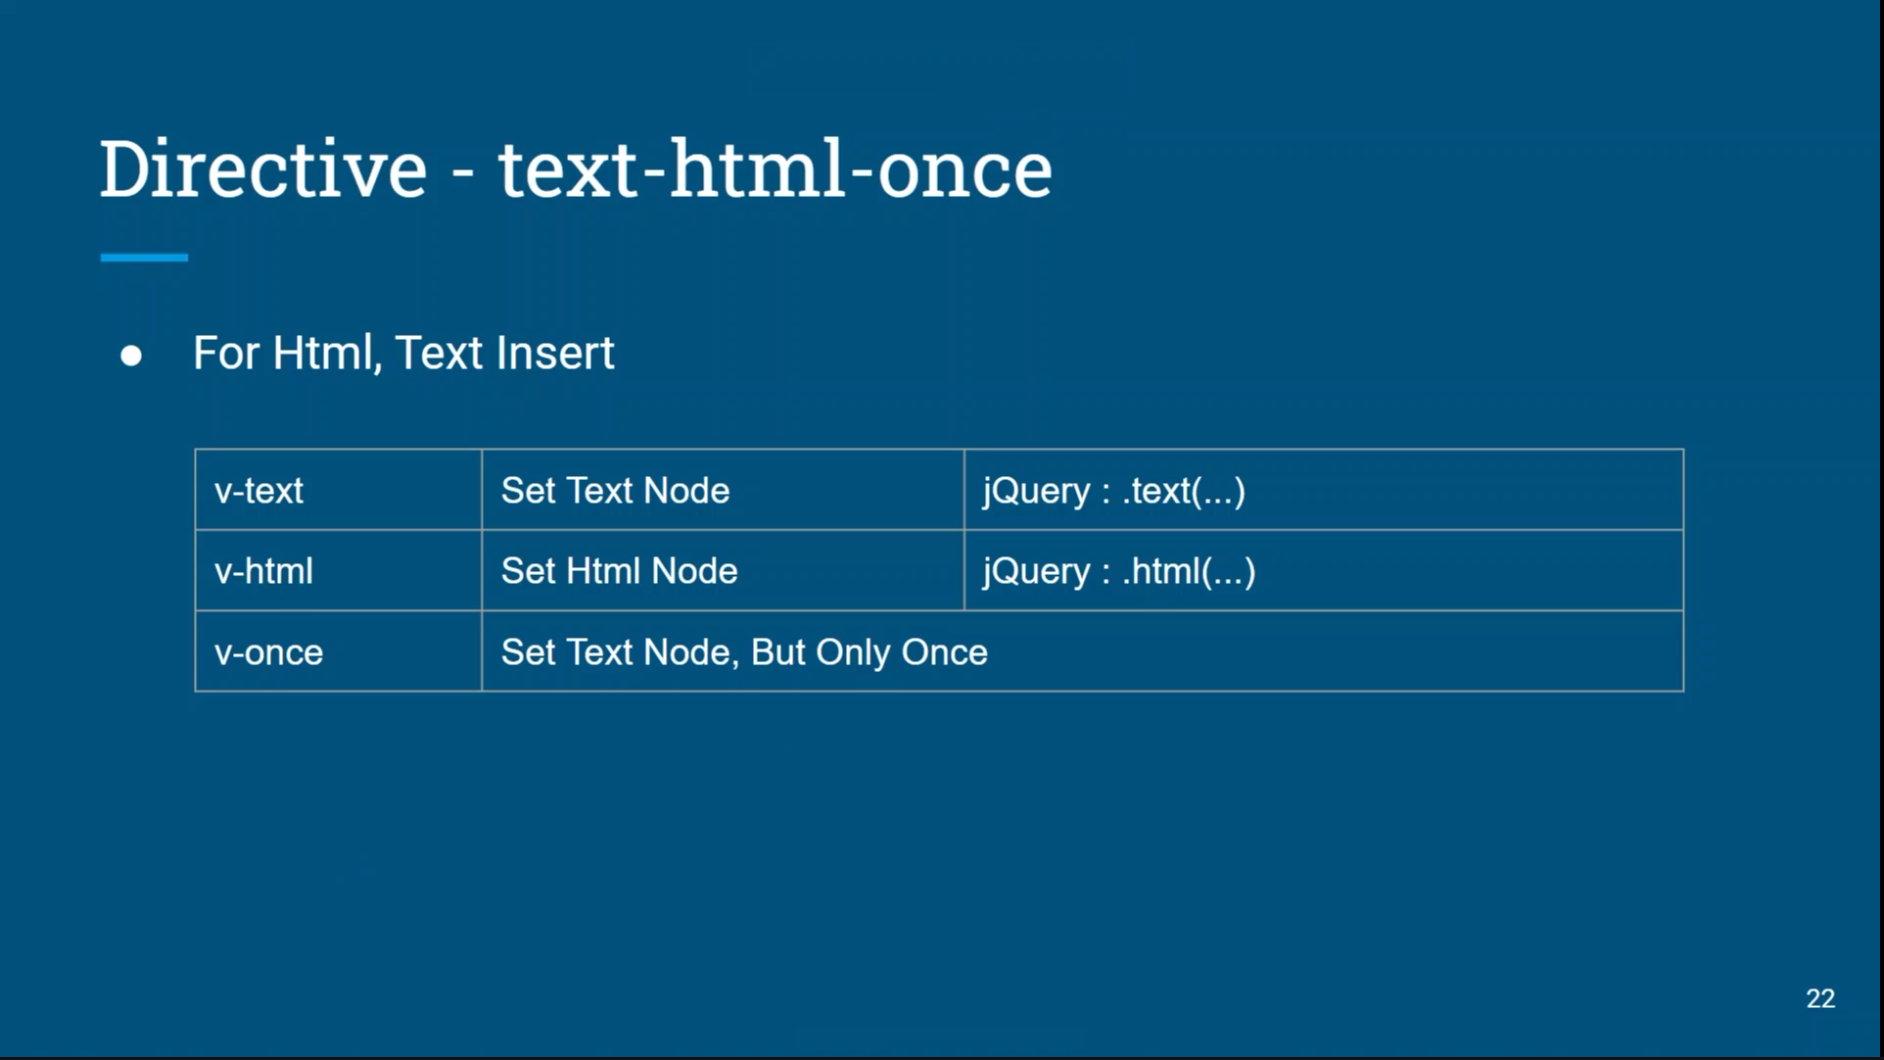 Directive - text-html-once
● For Html, Text Insert
v-text Set Text Node jQuery : .text(...)
v-html Set Html Node jQuery : .html(...)
v-once Set Text Node, But Only Once
22